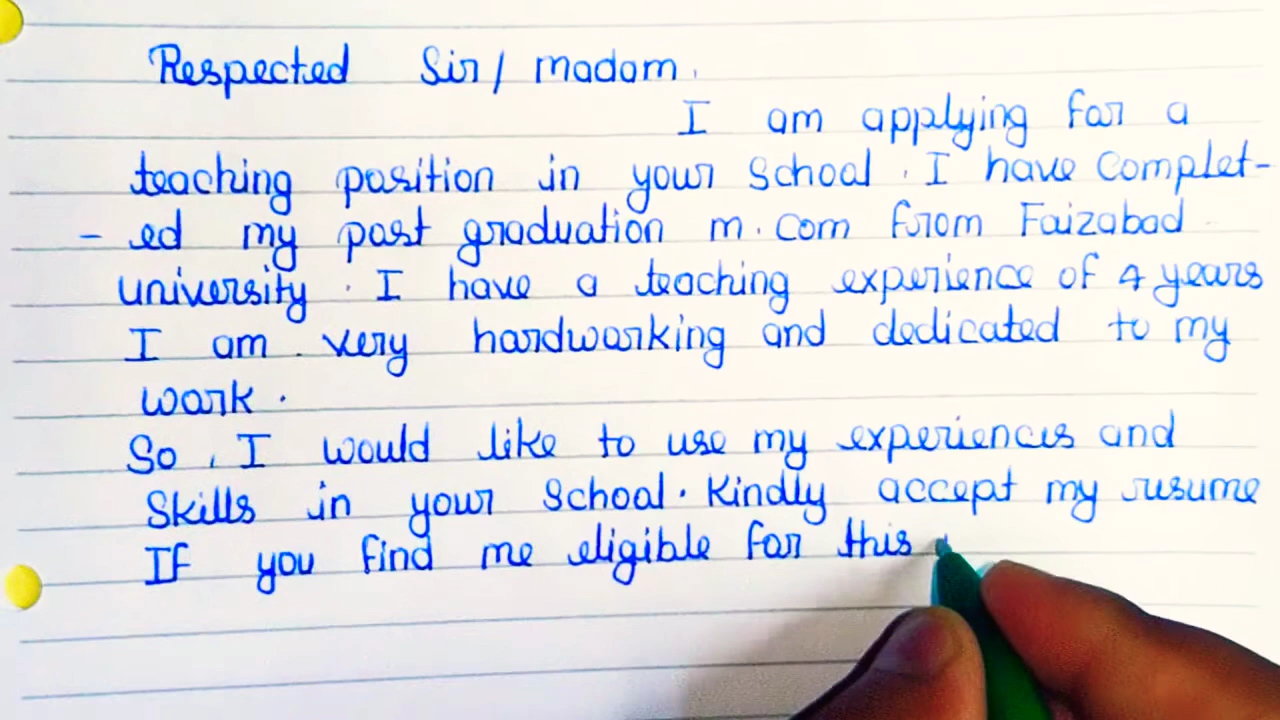 Respected Sir/ madam.
I am applying for a
teaching position in your School. I have Complet-
- ed my post graduation m.com from Faizabad
university. I have a teaching experience of 4 years
I am very hardworking and dedicated to my
work.
So, I would like to use my experiences and
Skills in your School. Kindly accept my resume
If you find me eligible for this